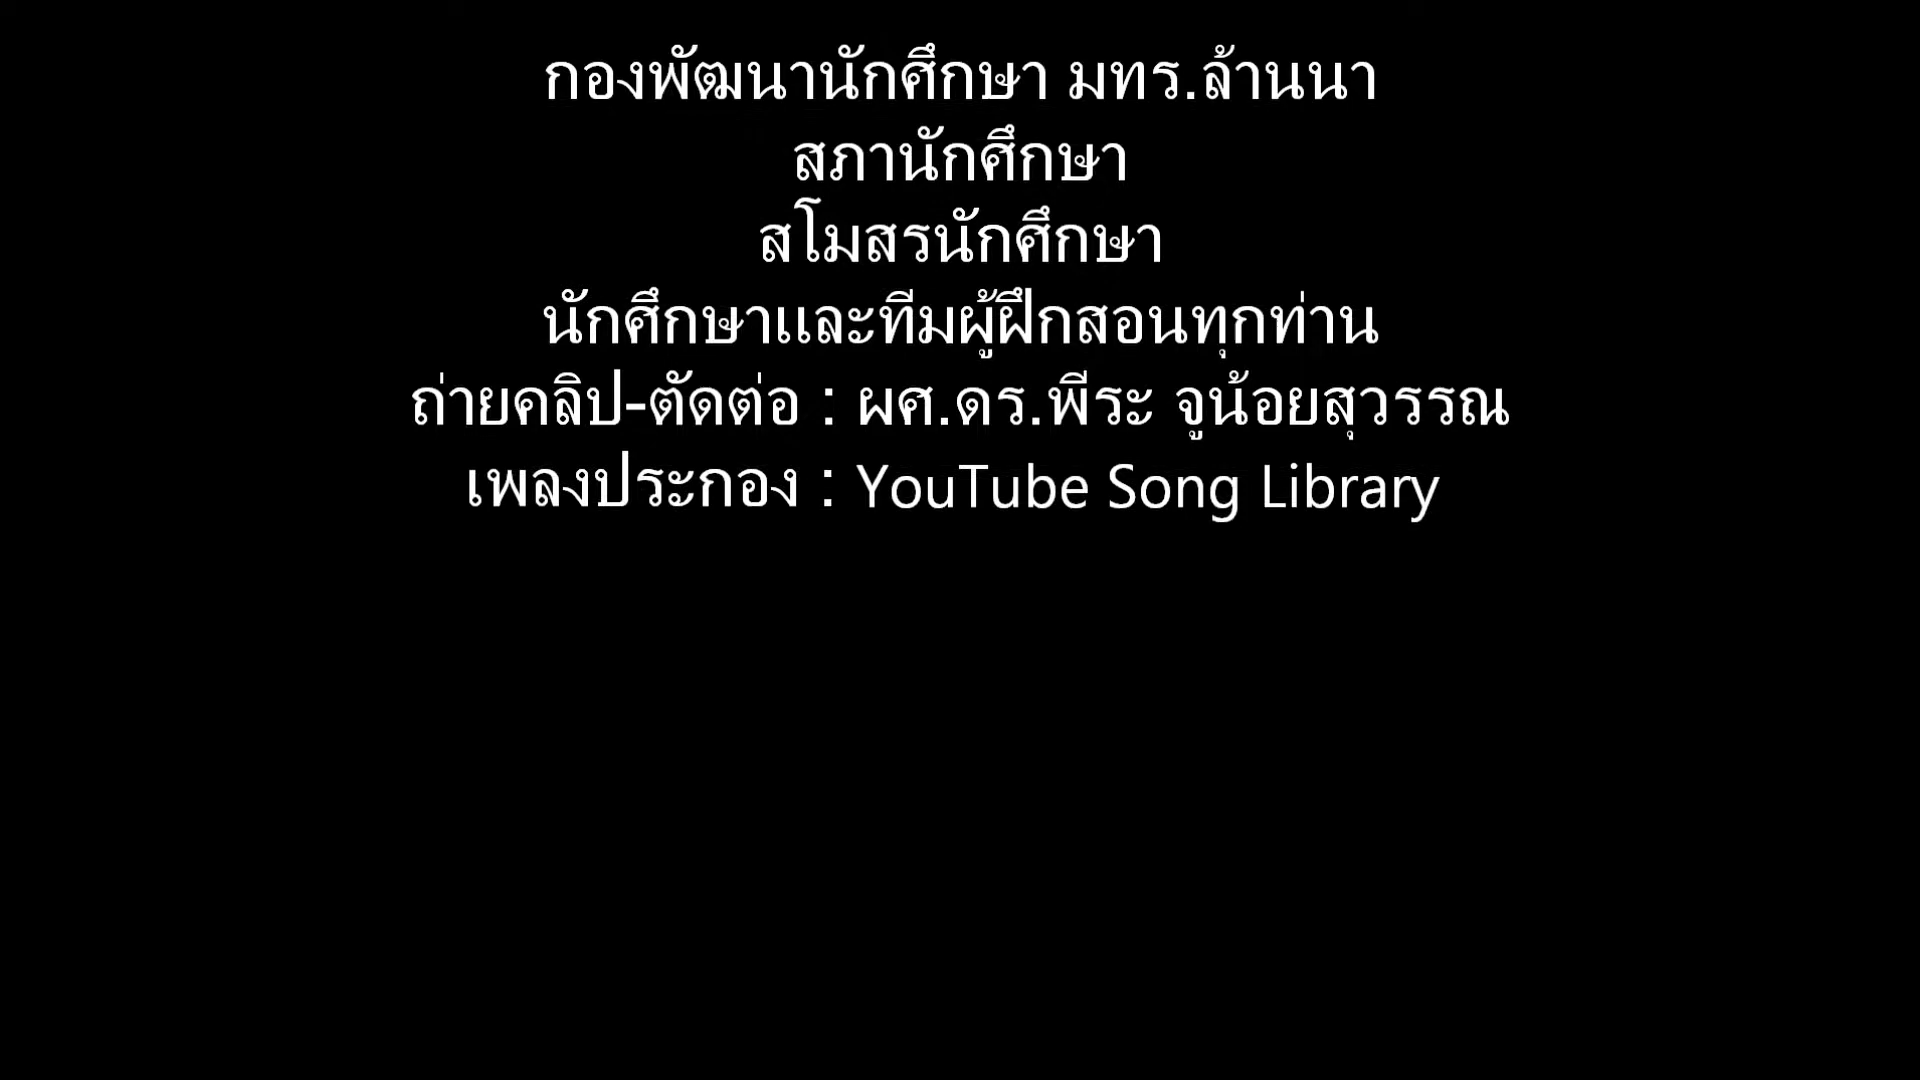 กองพัฒนานักศึกษา มทร.ล้านนา
สภานักศึกษา
สโมสรนักศึกษา
นักศึกษาและทีมผู้ฝึกสอนทุกท่าน
ถ่ายคลิป-ตัดต่อ : ผศ.ดร.พีระ จูน้อยสุวรรณ
เพลงประกอง : YouTube Song Library